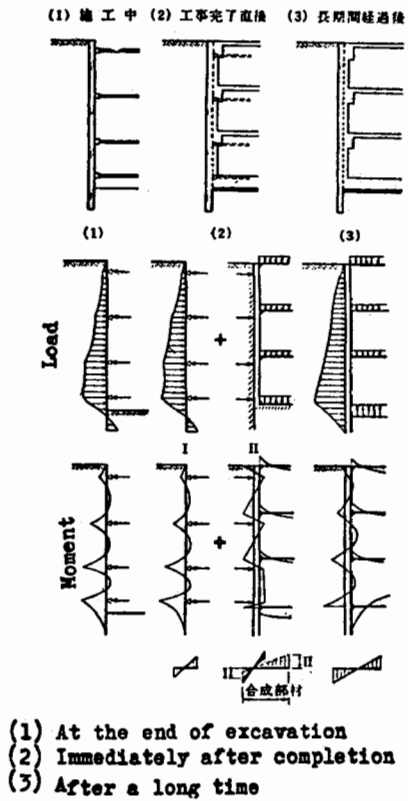 (1) 施工中 (2) 工事完了直後 (3) 長期間経過後
(1) (2) (3)
Load
+
I II
Moment
+
I II
合成部材
(1) At the end of excavation
(2) Immediately after completion
(3) After a long time